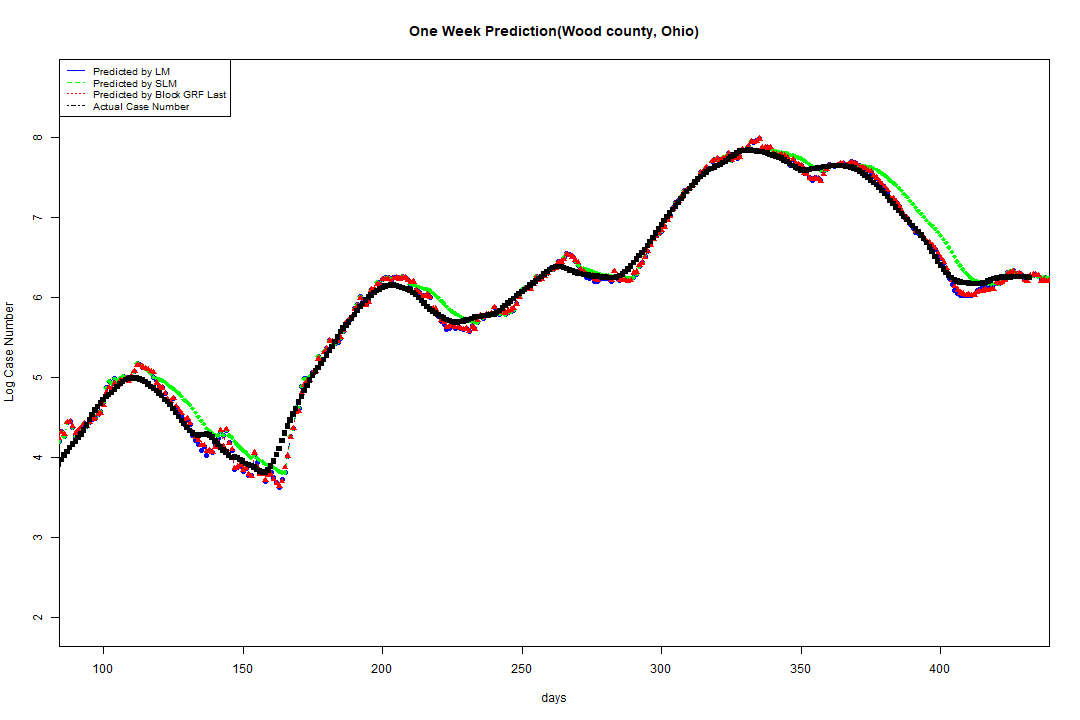 One Week Prediction(Wood county, Ohio)
Predicted by LM
Predicted by SLM
Predicted by Block GRF Last
Actual Case Number
8
7
6
5
4
3
2
Log Case Number
100 150 200 250 300 350 400
days